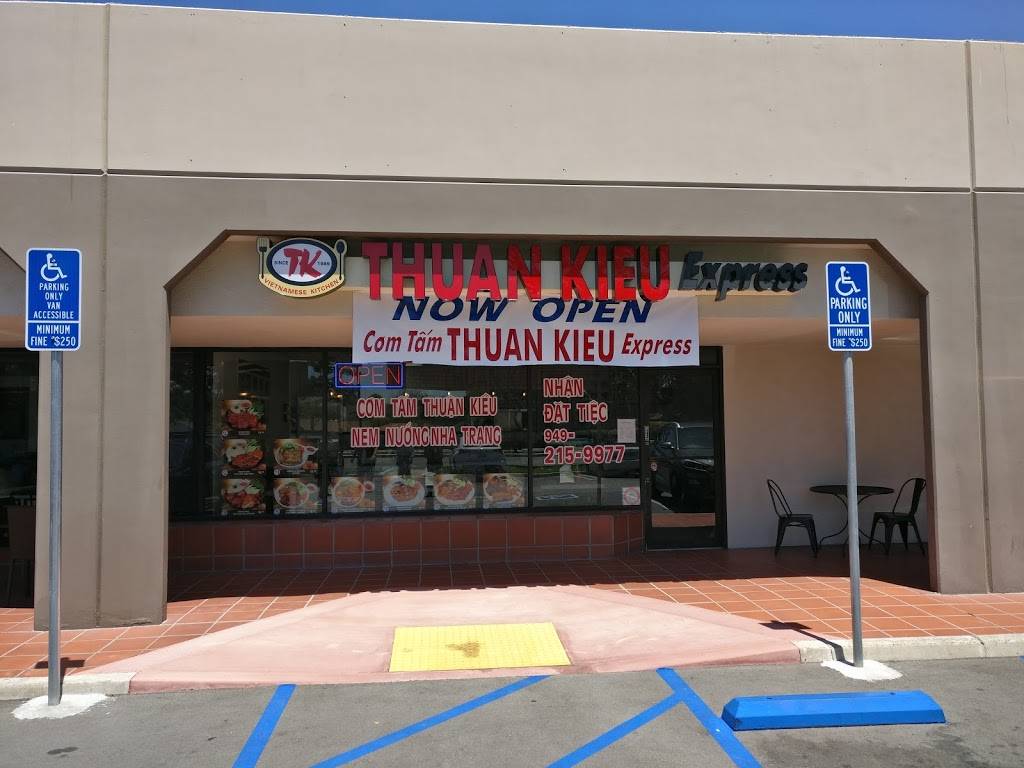 SINCE TK 1989
VIETNAMESE KITCHEN
THUAN KIEU Express
NOW OPEN
Cơm Tấm THUAN KIEU Express
OPEN
CƠM TẤM THUẬN KIỀU
NEM NƯỚNG NHA TRANG
NHẬN
ĐẶT TIỆC
949-
215-9977
PARKING
ONLY
VAN
ACCESSIBLE
MINIMUM
FINE $250
PARKING
ONLY
MINIMUM
FINE $250